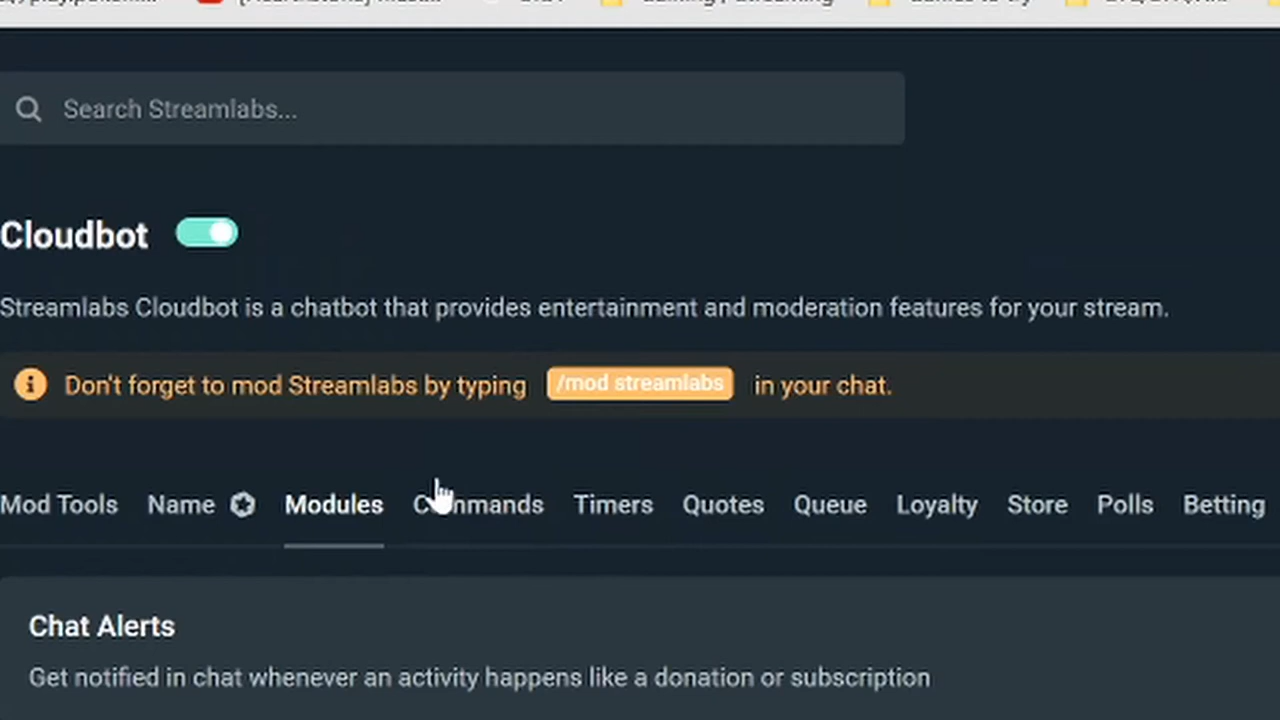 Search Streamlabs...
Cloudbot
Streamlabs Cloudbot is a chatbot that provides entertainment and moderation features for your stream.
Don't forget to mod Streamlabs by typing /mod streamlabs in your chat.
Mod Tools Name Modules Commands Timers Quotes Queue Loyalty Store Polls Betting
Chat Alerts
Get notified in chat whenever an activity happens like a donation or subscription